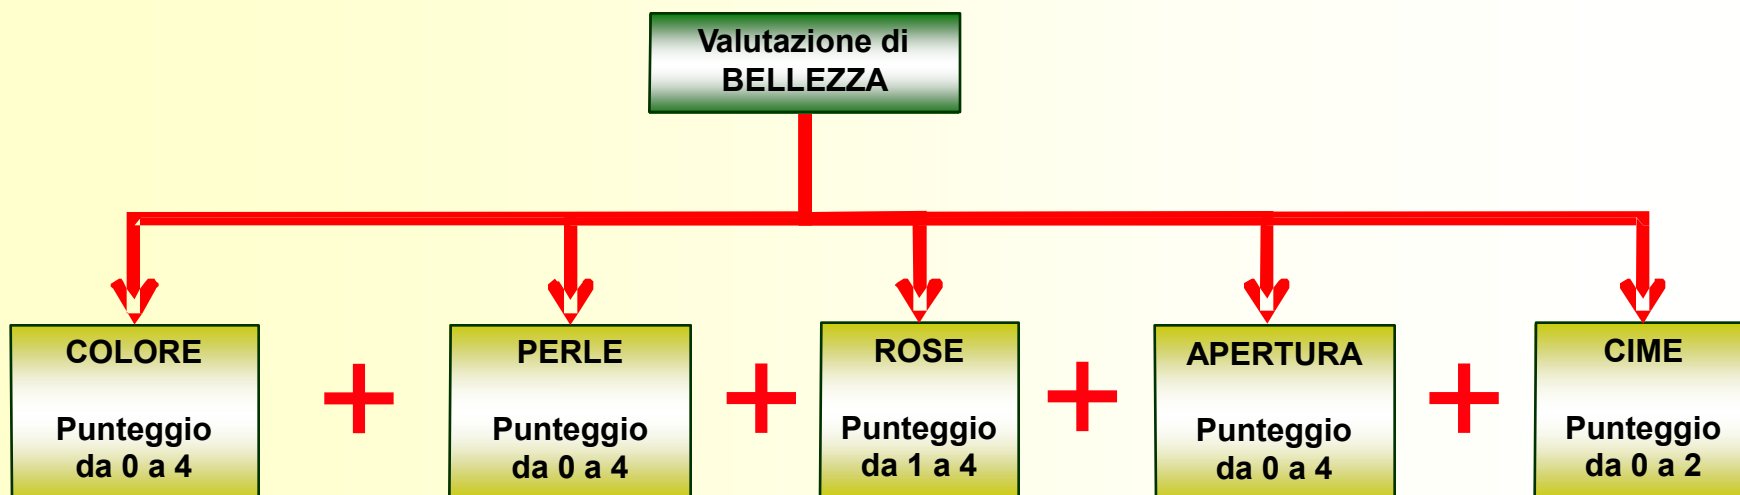 Valutazione di
BELLEZZA
COLORE
Punteggio
da 0 a 4
+
PERLE
Punteggio
da 0 a 4
+
ROSE
Punteggio
da 1 a 4
+
APERTURA
Punteggio
da 0 a 4
+
CIME
Punteggio
da 0 a 2